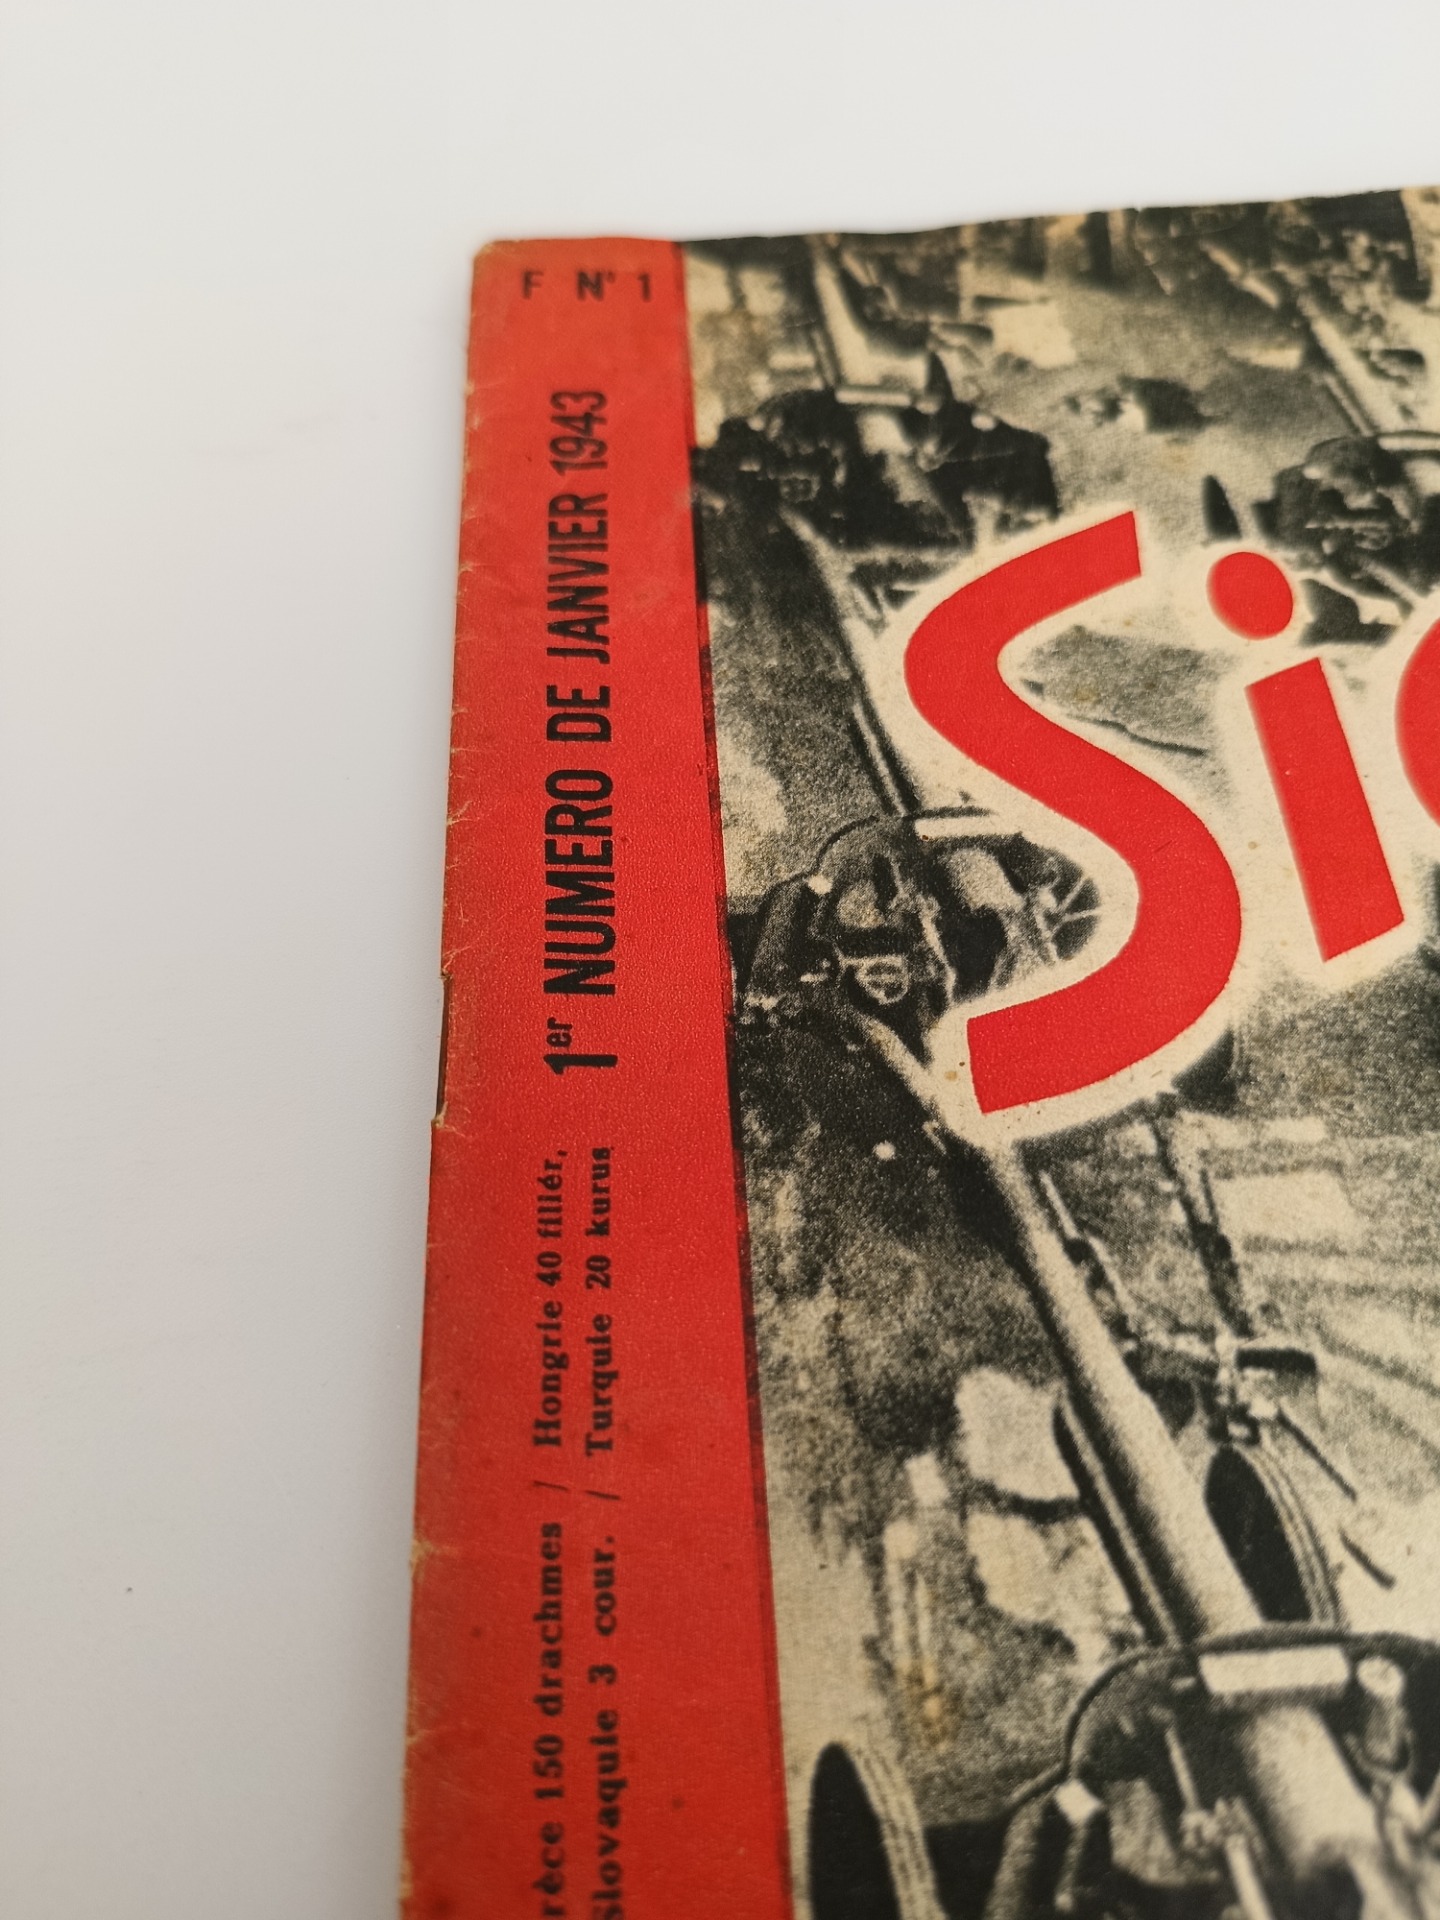 F Nº 1
1er NUMERO DE JANVIER 1943
rèce 150 drachmes / Hongrie 40 fillér,
Slovaquie 3 cour. / Turquie 20 kurus
Si